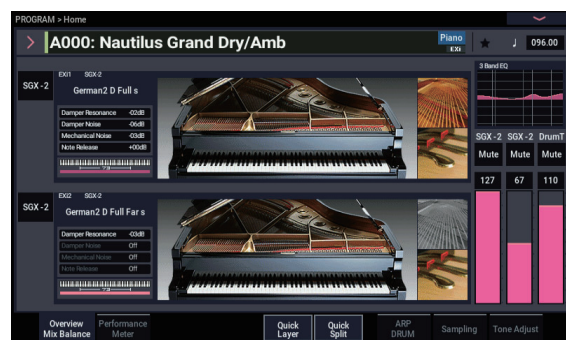 PROGRAM > Home
A000: Nautilus Grand Dry/Amb
Piano
EXi
♩ 096.00
SGX-2
EXi1 SGX-2
German2 D Full s
Damper Resonance -02dB
Damper Noise -06dB
Mechanical Noise -03dB
Note Release +00dB
73
SGX-2
EXi2 SGX-2
German2 D Full Far s
Damper Resonance -03dB
Damper Noise Off
Mechanical Noise Off
Note Release Off
73
3 Band EQ
SGX-2 SGX-2 DrumT
Mute Mute Mute
127 67 110
Overview
Mix Balance
Performance
Meter
Quick
Layer
Quick
Split
ARP
DRUM
Sampling
Tone Adjust